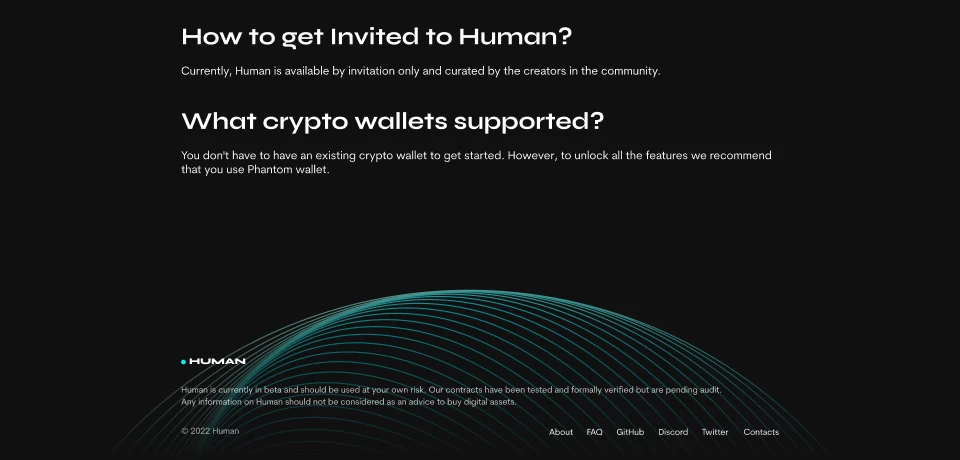 How to get Invited to Human?
Currently, Human is available by invitation only and curated by the creators in the community.
What crypto wallets supported?
You don't have to have an existing crypto wallet to get started. However, to unlock all the features we recommend
that you use Phantom wallet.
HUMAN
Human is currently in beta and should be used at your own risk. Our contracts have been tested and formally verified but are pending audit.
Any information on Human should not be considered as an advice to buy digital assets.
© 2022 Human
About FAQ GitHub Discord Twitter Contacts